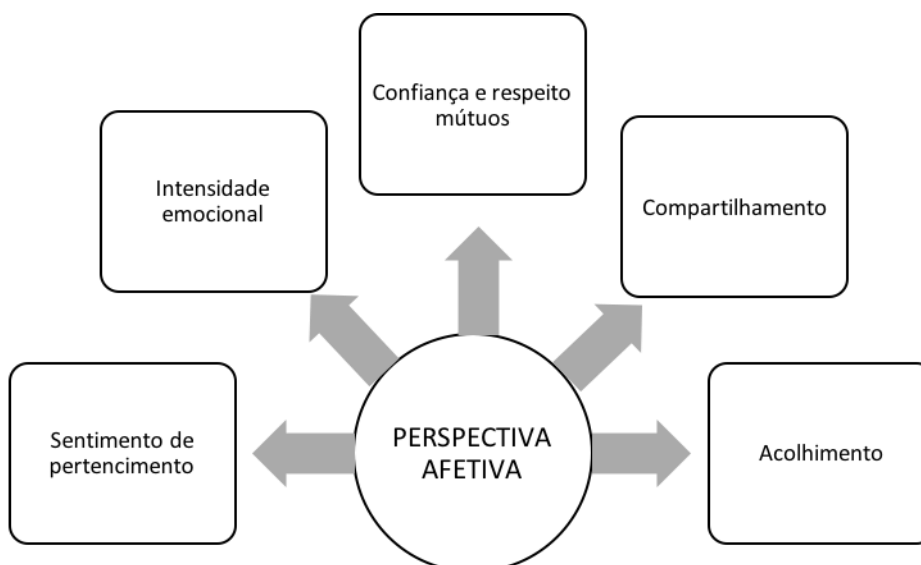 Confiança e respeito
mútuos
Intensidade
emocional
Compartilhamento
Sentimento de
pertencimento
PERSPECTIVA
AFETIVA
Acolhimento